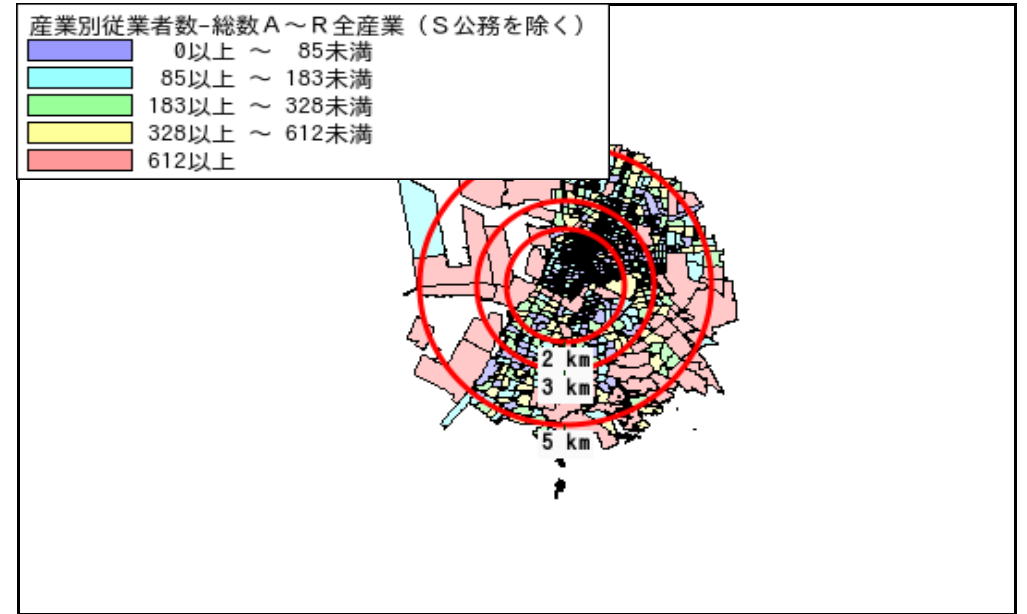 産業別従業者数-総数A～R全産業（S公務を除く）
0以上 ～ 85未満
85以上 ～ 183未満
183以上 ～ 328未満
328以上 ～ 612未満
612以上
2 km
3 km
5 km